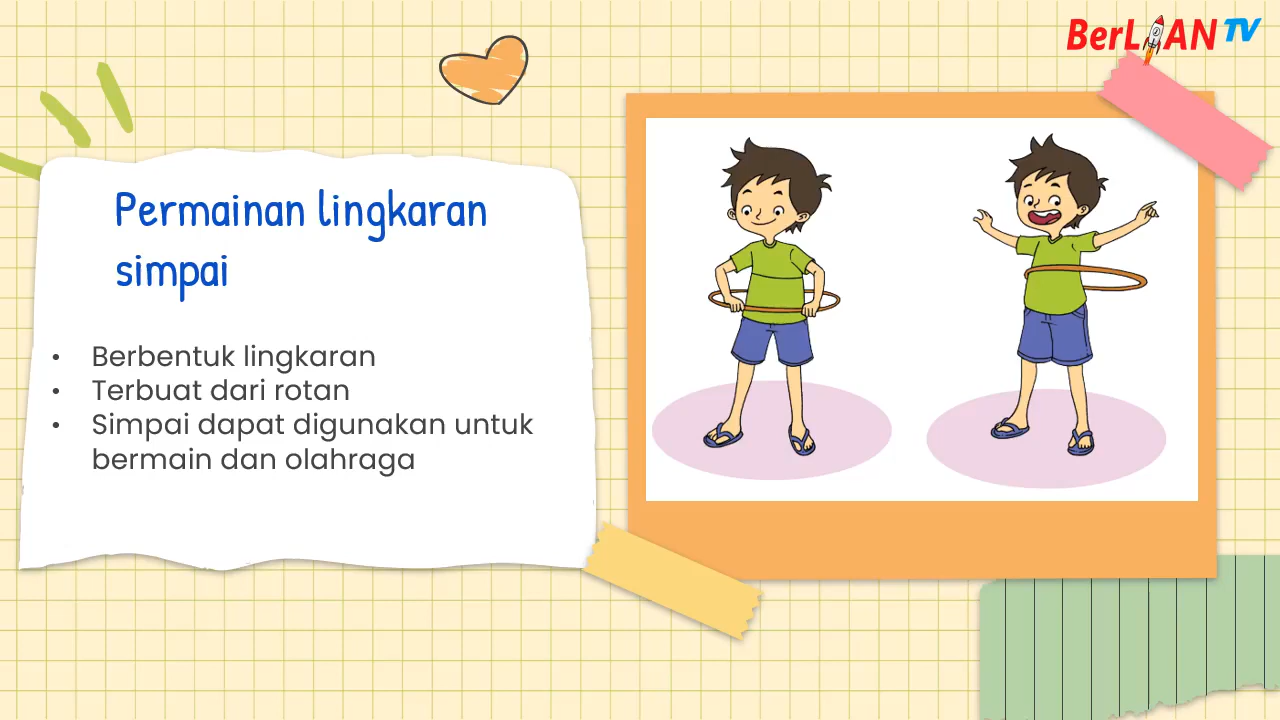 BerLIAN TV
Permainan lingkaran
simpai
• Berbentuk lingkaran
• Terbuat dari rotan
• Simpai dapat digunakan untuk
bermain dan olahraga